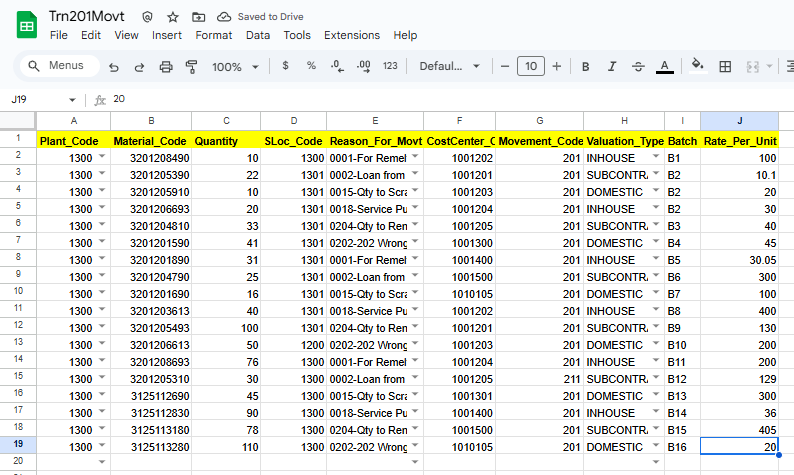 Trn201Movt Saved to Drive
File Edit View Insert Format Data Tools Extensions Help
Menus 100% $ % .0 .00 123 Defaul... − 10 + B I S A
J19 fx 20
A B C D E F G H I J
1 Plant_Code Material_Code Quantity SLoc_Code Reason_For_Movt CostCenter_C Movement_Code Valuation_Type Batch Rate_Per_Unit
2 1300 3201208490 10 1300 0001-For Remel 1001202 201 INHOUSE B1 100
3 1300 3201205390 22 1301 0002-Loan from 1001201 201 SUBCONTR B2 10.1
4 1300 3201205910 10 1301 0015-Qty to Scra 1001203 201 DOMESTIC B2 20
5 1300 3201206693 20 1301 0018-Service Pu 1001204 201 INHOUSE B2 30
6 1300 3201204810 33 1301 0204-Qty to Ren 1001205 201 SUBCONTR B3 40
7 1300 3201201590 41 1301 0202-202 Wrong 1001300 201 DOMESTIC B4 45
8 1300 3201201890 31 1301 0001-For Remel 1001400 201 INHOUSE B5 30.05
9 1300 3201204790 25 1301 0002-Loan from 1001500 201 SUBCONTR B6 300
10 1300 3201201690 16 1301 0015-Qty to Scra 1010105 201 DOMESTIC B7 100
11 1300 3201203613 40 1301 0018-Service Pu 1001202 201 INHOUSE B8 400
12 1300 3201205493 100 1301 0204-Qty to Ren 1001201 201 SUBCONTR B9 130
13 1300 3201206613 50 1200 0202-202 Wrong 1001203 201 DOMESTIC B10 200
14 1300 3201208693 76 1300 0001-For Remel 1001204 201 INHOUSE B11 200
15 1300 3201205310 30 1300 0002-Loan from 1001205 211 SUBCONTR B12 129
16 1300 3125112690 45 1300 0015-Qty to Scra 1001301 201 DOMESTIC B13 300
17 1300 3125112830 90 1300 0018-Service Pu 1001400 201 INHOUSE B14 36
18 1300 3125113180 78 1300 0204-Qty to Ren 1001500 201 SUBCONTR B15 405
19 1300 3125113280 110 1300 0202-202 Wrong 1010105 201 DOMESTIC B16 20
20